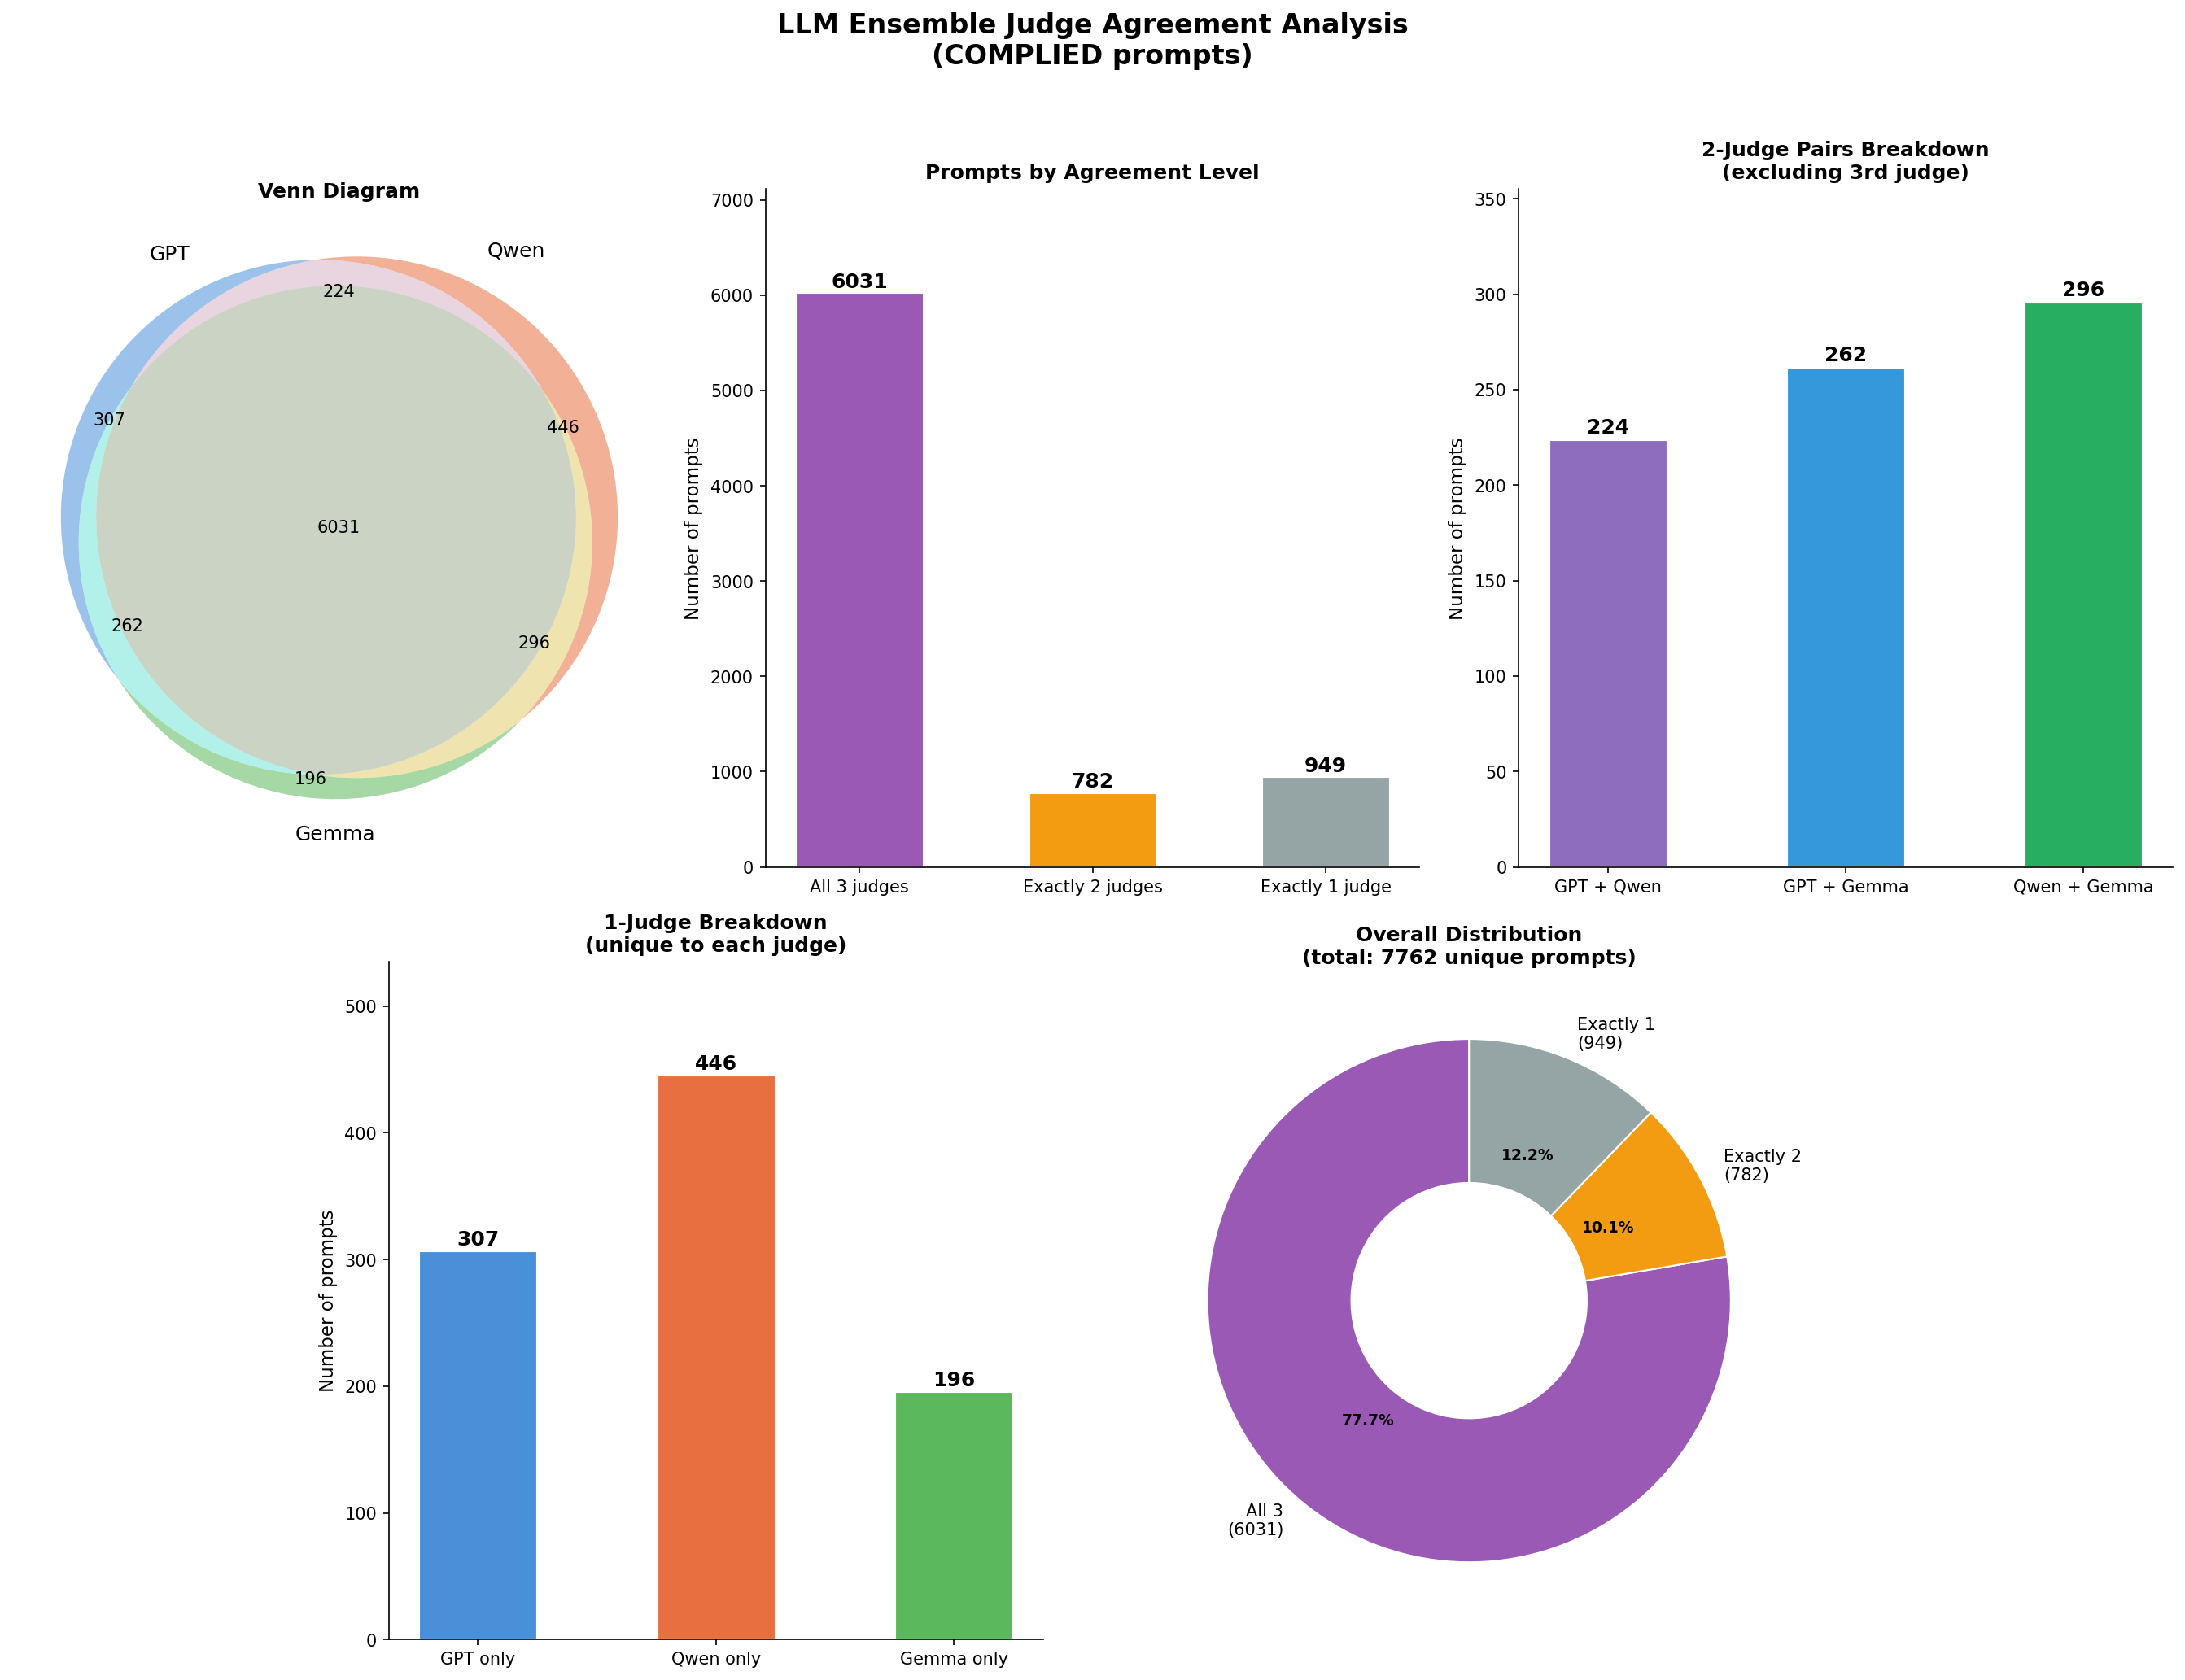 LLM Ensemble Judge Agreement Analysis
(COMPLIED prompts)
Venn Diagram
GPT
Qwen
224
307
446
6031
262
296
196
Gemma
Prompts by Agreement Level
Number of prompts
7000
6000
5000
4000
3000
2000
1000
0
6031
782
949
All 3 judges
Exactly 2 judges
Exactly 1 judge
2-Judge Pairs Breakdown
(excluding 3rd judge)
Number of prompts
350
300
250
200
150
100
50
0
224
262
296
GPT + Qwen
GPT + Gemma
Qwen + Gemma
1-Judge Breakdown
(unique to each judge)
Number of prompts
500
400
300
200
100
0
307
446
196
GPT only
Qwen only
Gemma only
Overall Distribution
(total: 7762 unique prompts)
Exactly 1
(949)
Exactly 2
(782)
12.2%
10.1%
77.7%
All 3
(6031)